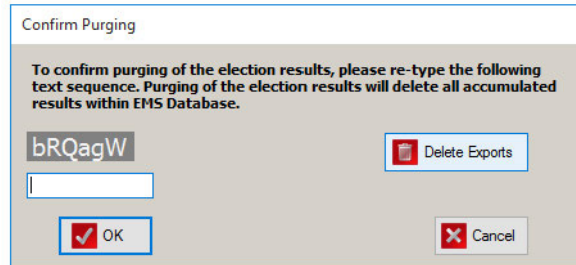 Confirm Purging
To confirm purging of the election results, please re-type the following
text sequence. Purging of the election results will delete all accumulated
results within EMS Database.
bRQagW
Delete Exports
OK
Cancel